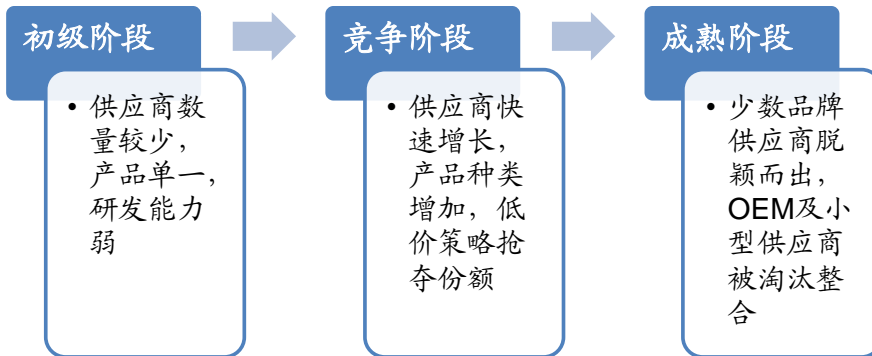 初级阶段
竞争阶段
成熟阶段
• 供应商数
量较少，
产品单一，
研发能力
弱
• 供应商快
速增长，
产品种类
增加，低
价策略抢
夺份额
• 少数品牌
供应商脱
颖而出，
OEM及小
型供应商
被淘汰整
合